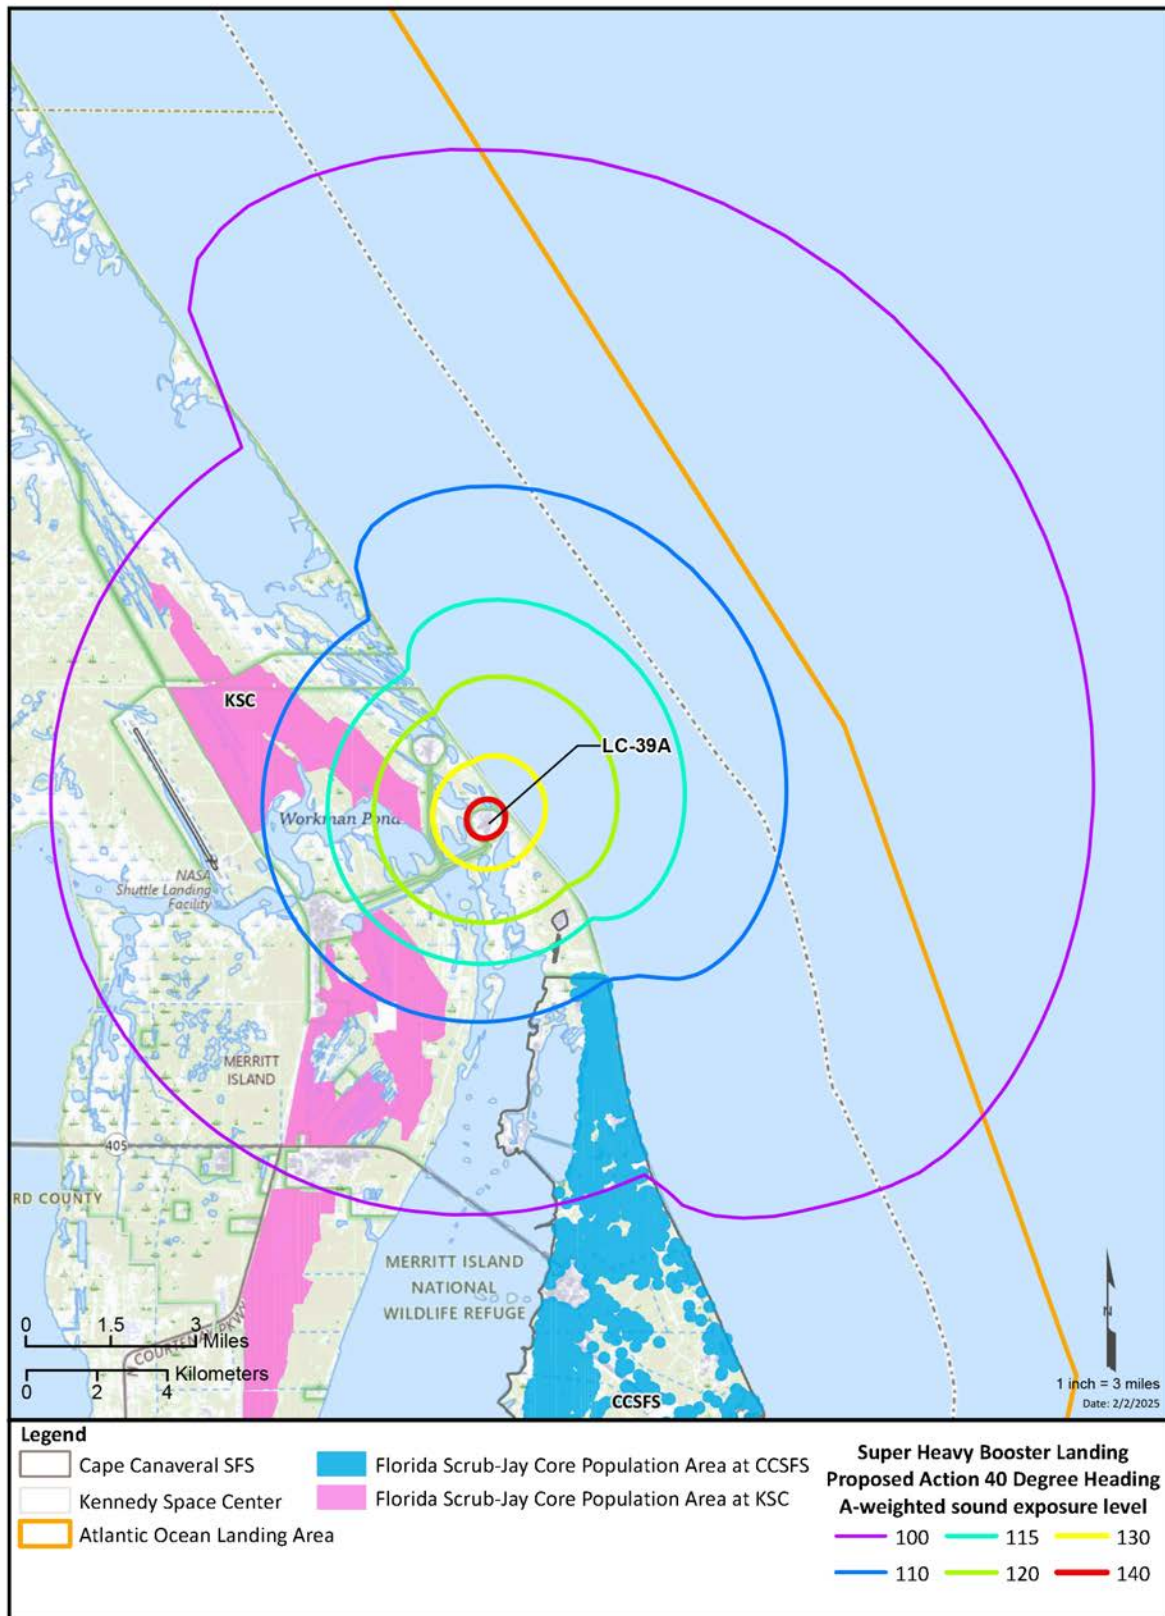 KSC
LC-39A
Workman Pond
NASA
Shuttle Landing
Facility
MERRITT
ISLAND
405
RD COUNTY
MERRITT ISLAND
NATIONAL
WILDLIFE REFUGE
0 1.5 3
Miles
Kilometers
0 2 4
N COURTENAY PKWY
CCSFS
N
1 inch = 3 miles
Date: 2/2/2025
Legend
Cape Canaveral SFS
Kennedy Space Center
Atlantic Ocean Landing Area
Florida Scrub-Jay Core Population Area at CCSFS
Florida Scrub-Jay Core Population Area at KSC
Super Heavy Booster Landing
Proposed Action 40 Degree Heading
A-weighted sound exposure level
100 115 130
110 120 140